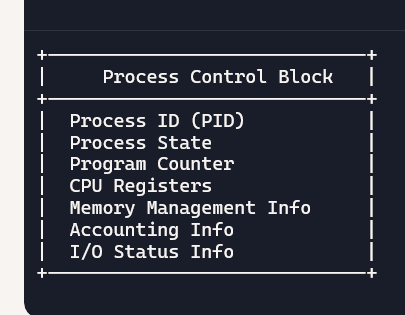 Process Control Block
Process ID (PID)
Process State
Program Counter
CPU Registers
Memory Management Info
Accounting Info
I/O Status Info